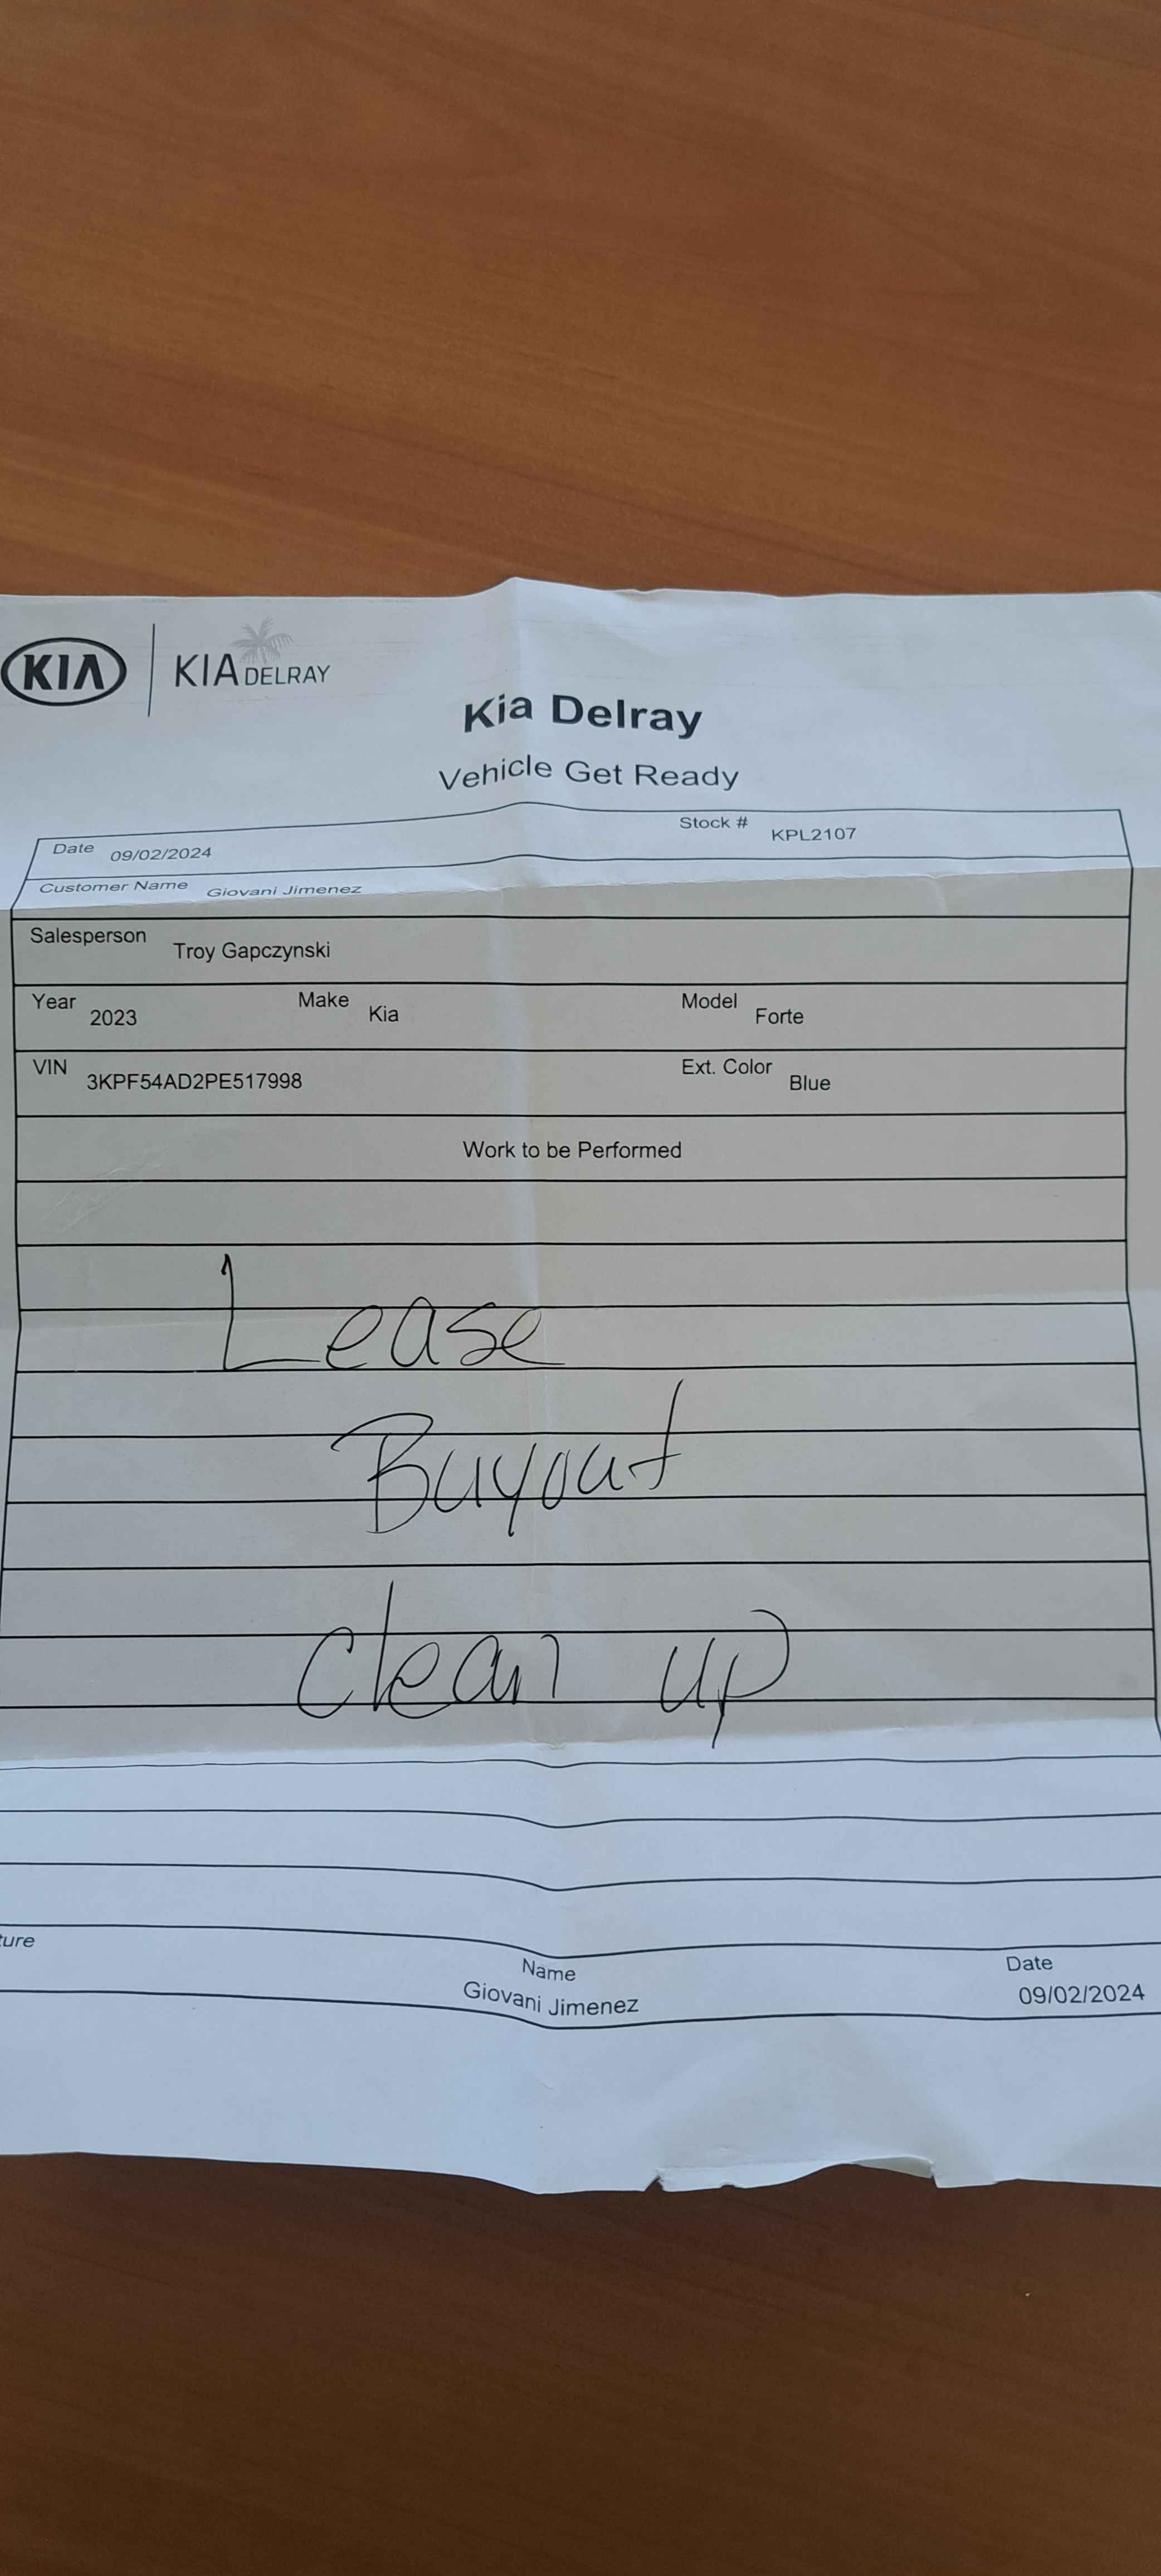 KIA KIA DELRAY
Kia Delray
Vehicle Get Ready
Date 09/02/2024 Stock # KPL2107
Customer Name Giovani Jimenez
Salesperson Troy Gapczynski
Year 2023 Make Kia Model Forte
VIN 3KPF54AD2PE517998 Ext. Color Blue
Work to be Performed
Lease
Buyout
clean up
ture Name Date
Giovani Jimenez 09/02/2024